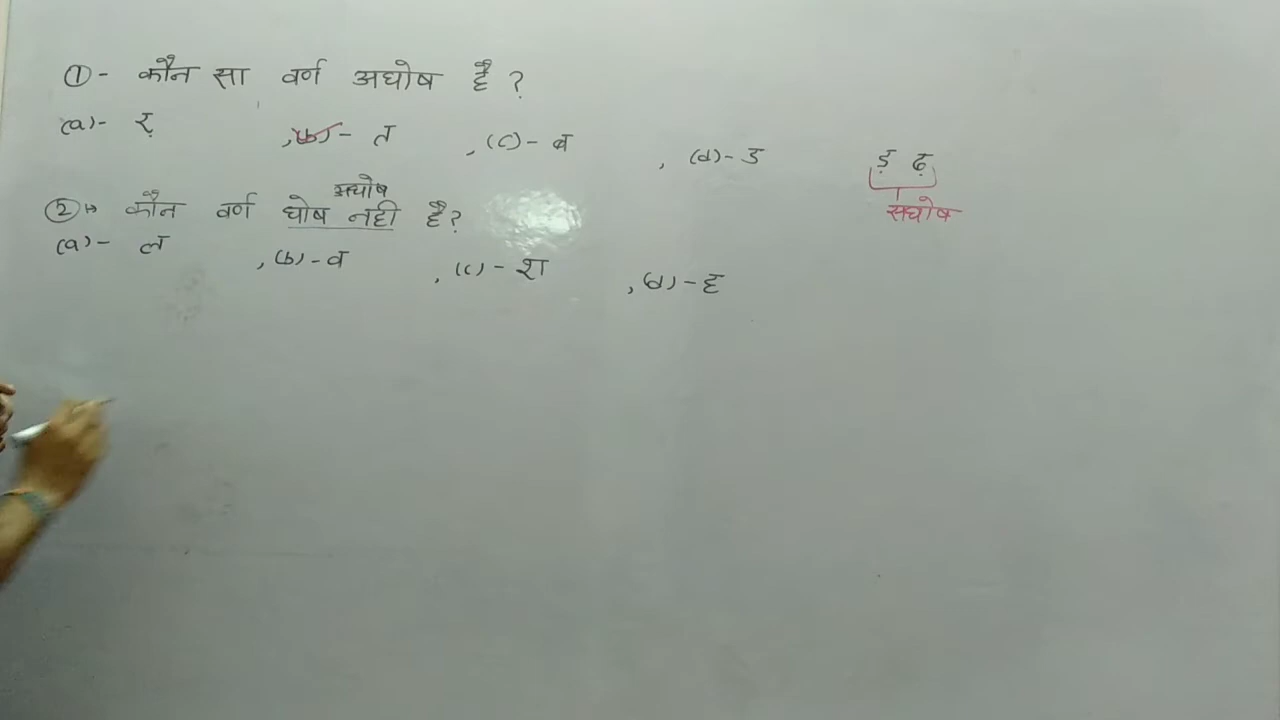 ①- कौन सा वर्ण अघोष है ?
(a)- र् , (b)- त , (c)- ब , (d)- ड
ड़ ढ़
सघोष
सघोष
②» कौन वर्ण घोष नही है?
(a)- ल , (b)- व , (c)- श , (d)- ह